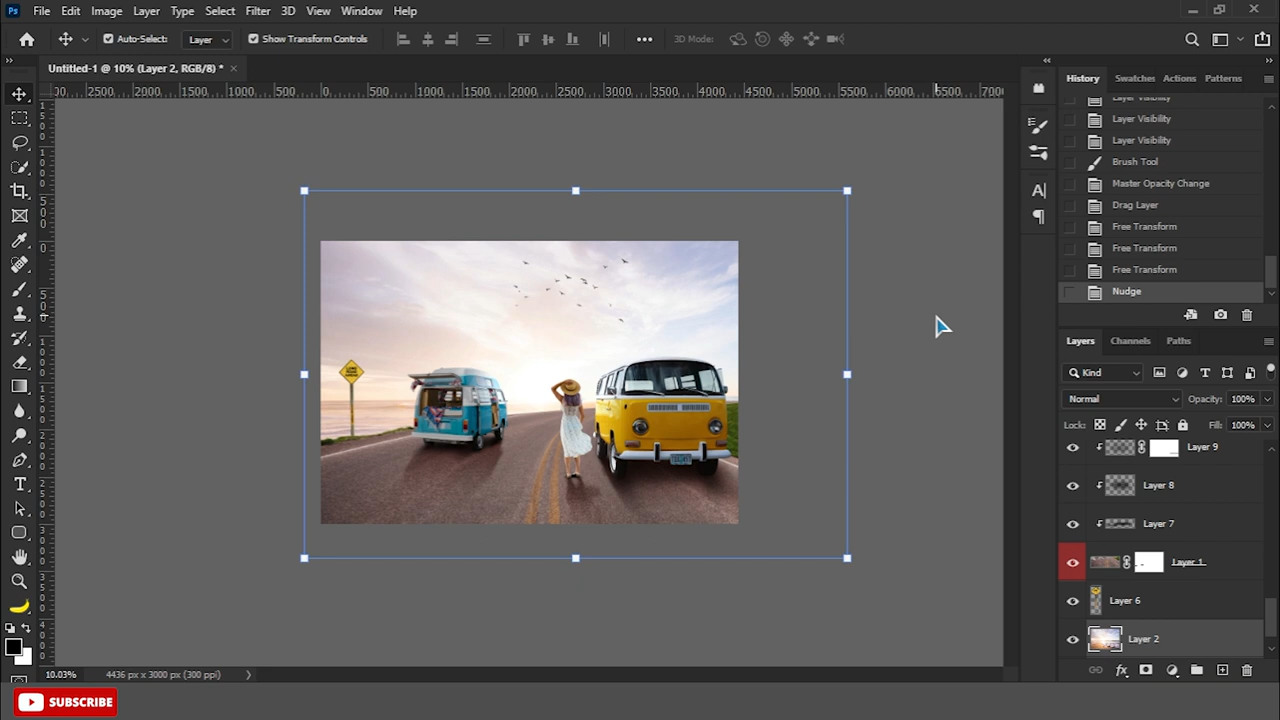 Ps File Edit Image Layer Type Select Filter 3D View Window Help
Auto-Select: Layer Show Transform Controls 3D Mode:
Untitled-1 @ 10% (Layer 2, RGB/8) *
2500 2000 1500 1000 500 0 500 1000 1500 2000 2500 3000 3500 4000 4500 5000 5500 6000 6500 7000
History Swatches Actions Patterns
Layer Visibility
Layer Visibility
Layer Visibility
Brush Tool
Master Opacity Change
Drag Layer
Free Transform
Free Transform
Free Transform
Nudge
Layers Channels Paths
Kind
Normal Opacity: 100%
Lock: Fill: 100%
Layer 9
Layer 8
Layer 7
Layer 1
Layer 6
Layer 2
10.03% 4436 px x 3000 px (300 ppi)
SUBSCRIBE